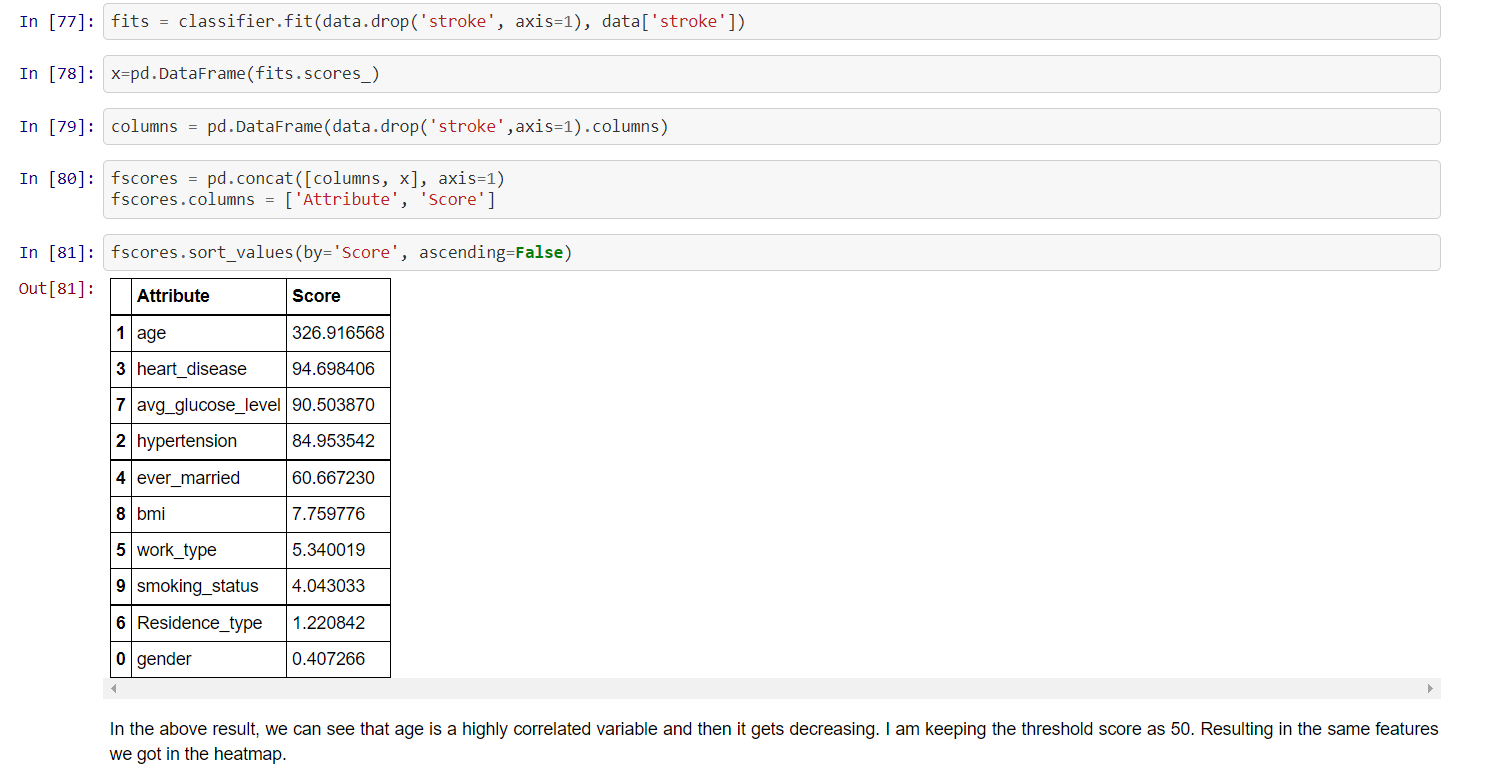 In [77]: fits = classifier.fit(data.drop('stroke', axis=1), data['stroke'])
In [78]: x=pd.DataFrame(fits.scores_)
In [79]: columns = pd.DataFrame(data.drop('stroke',axis=1).columns)
In [80]: fscores = pd.concat([columns, x], axis=1)
fscores.columns = ['Attribute', 'Score']
In [81]: fscores.sort_values(by='Score', ascending=False)
Out[81]:
Attribute Score
1 age 326.916568
3 heart_disease 94.698406
7 avg_glucose_level 90.503870
2 hypertension 84.953542
4 ever_married 60.667230
8 bmi 7.759776
5 work_type 5.340019
9 smoking_status 4.043033
6 Residence_type 1.220842
0 gender 0.407266
In the above result, we can see that age is a highly correlated variable and then it gets decreasing. I am keeping the threshold score as 50. Resulting in the same features
we got in the heatmap.